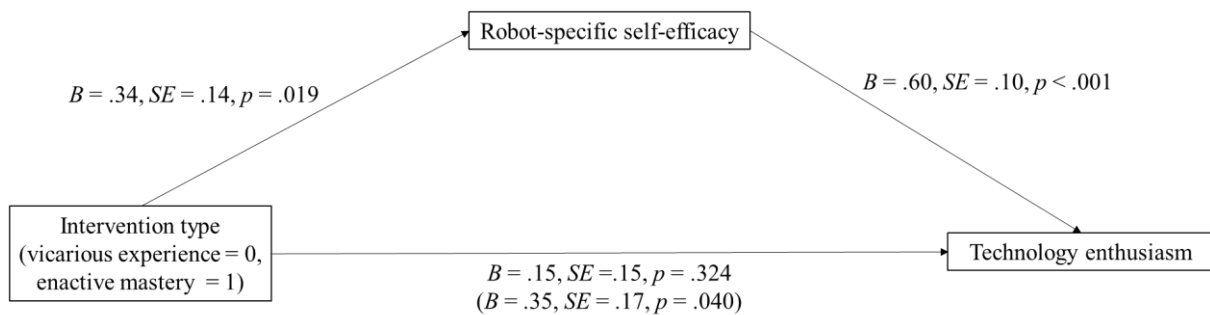 Robot-specific self-efficacy
B = .34, SE = .14, p = .019
B = .60, SE = .10, p < .001
Intervention type
(vicarious experience = 0,
enactive mastery = 1)
Technology enthusiasm
B = .15, SE =.15, p = .324
(B = .35, SE = .17, p = .040)